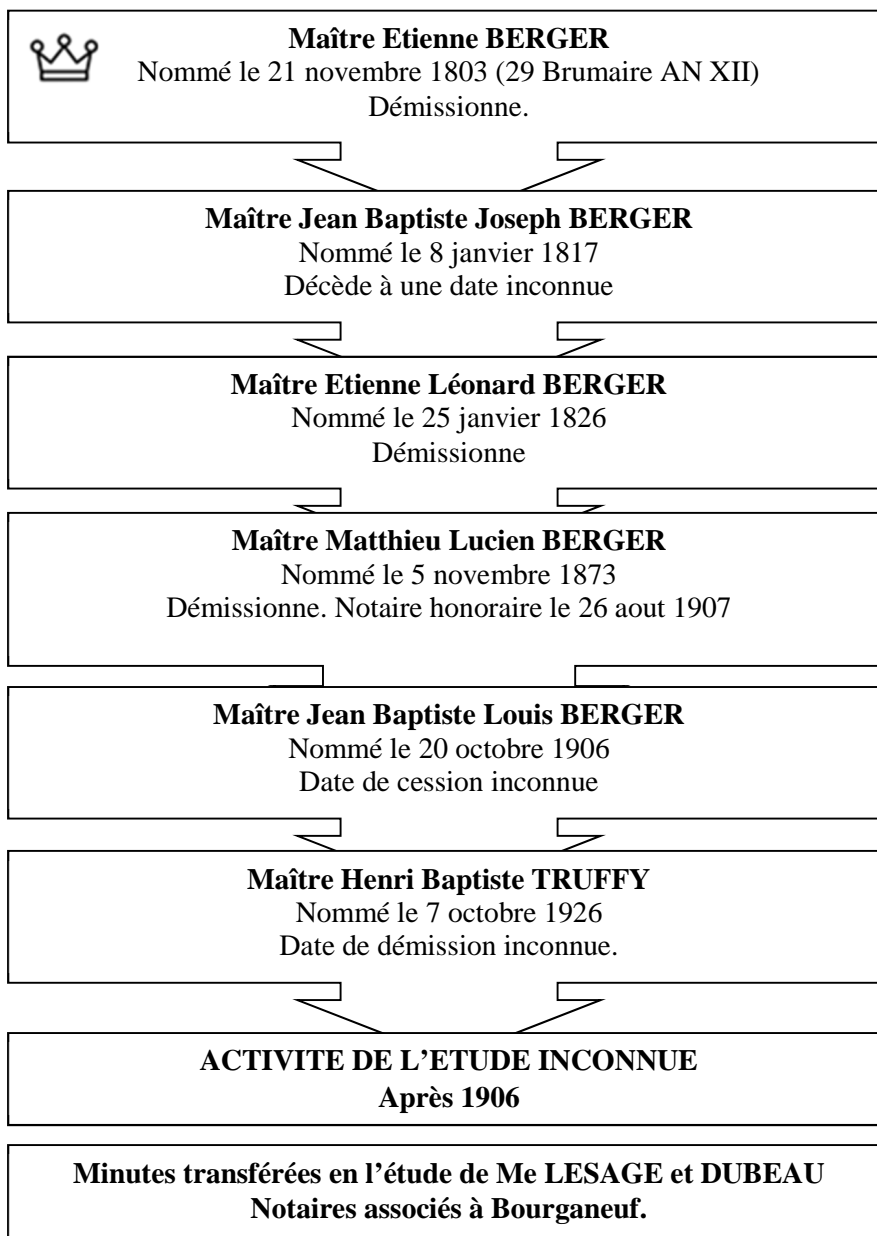 Maître Etienne BERGER
Nommé le 21 novembre 1803 (29 Brumaire AN XII)
Démissionne.
Maître Jean Baptiste Joseph BERGER
Nommé le 8 janvier 1817
Décède à une date inconnue
Maître Etienne Léonard BERGER
Nommé le 25 janvier 1826
Démissionne
Maître Matthieu Lucien BERGER
Nommé le 5 novembre 1873
Démissionne. Notaire honoraire le 26 aout 1907
Maître Jean Baptiste Louis BERGER
Nommé le 20 octobre 1906
Date de cession inconnue
Maître Henri Baptiste TRUFFY
Nommé le 7 octobre 1926
Date de démission inconnue.
ACTIVITE DE L’ETUDE INCONNUE
Après 1906
Minutes transférées en l’étude de Me LESAGE et DUBEAU
Notaires associés à Bourganeuf.